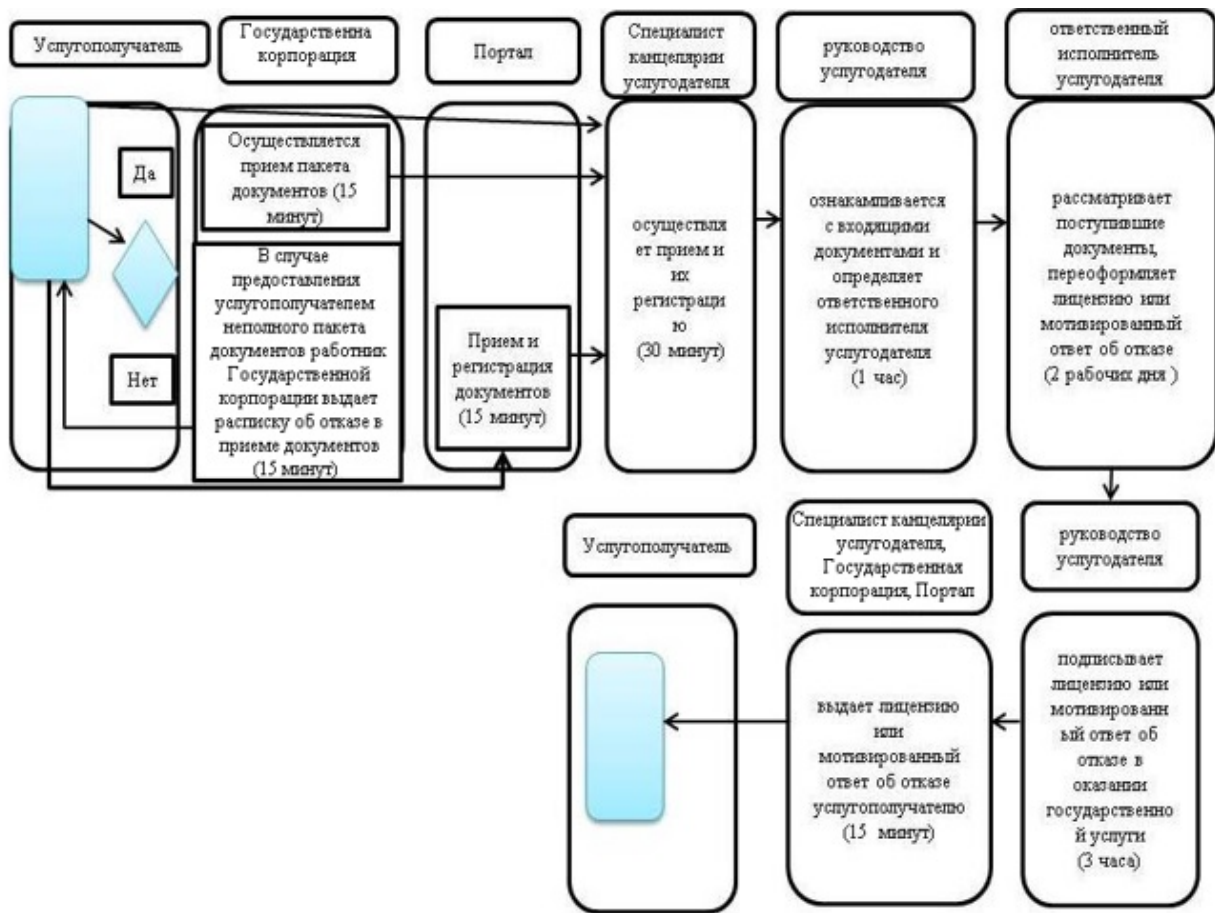 Услугополучатель
Государственна
корпорация
Портал
Специалист
канцелярии
услугодателя
руководство
услугодателя
ответственный
исполнитель
услугодателя
Да
Нет
Осуществляется
прием пакета
документов (15
минут)
В случае
предоставления
услугополучателем
неполного пакета
документов работник
Государственной
корпорации выдает
расписку об отказе в
приеме документов
(15 минут)
Прием и
регистрация
документов
(15 минут)
осуществля
ет прием и
их
регистраци
ю
(30 минут)
ознакампивается
с входящими
документами и
определяет
ответственного
исполнителя
услугодателя
(1 час)
рассматривает
поступившие
документы,
переоформляет
лицензию или
мотивированный
ответ об отказе
(2 рабочих дня )
Услугополучатель
Специалист канцелярии
услугодателя,
Государственная
корпорация, Портал
руководство
услугодателя
выдает лицензию
или
мотивированный
ответ об отказе
услугополучателю
(15 минут)
подписывает
лицензию или
мотивированн
ый ответ об
отказе в
оказании
государственно
й услуги
(3 часа)